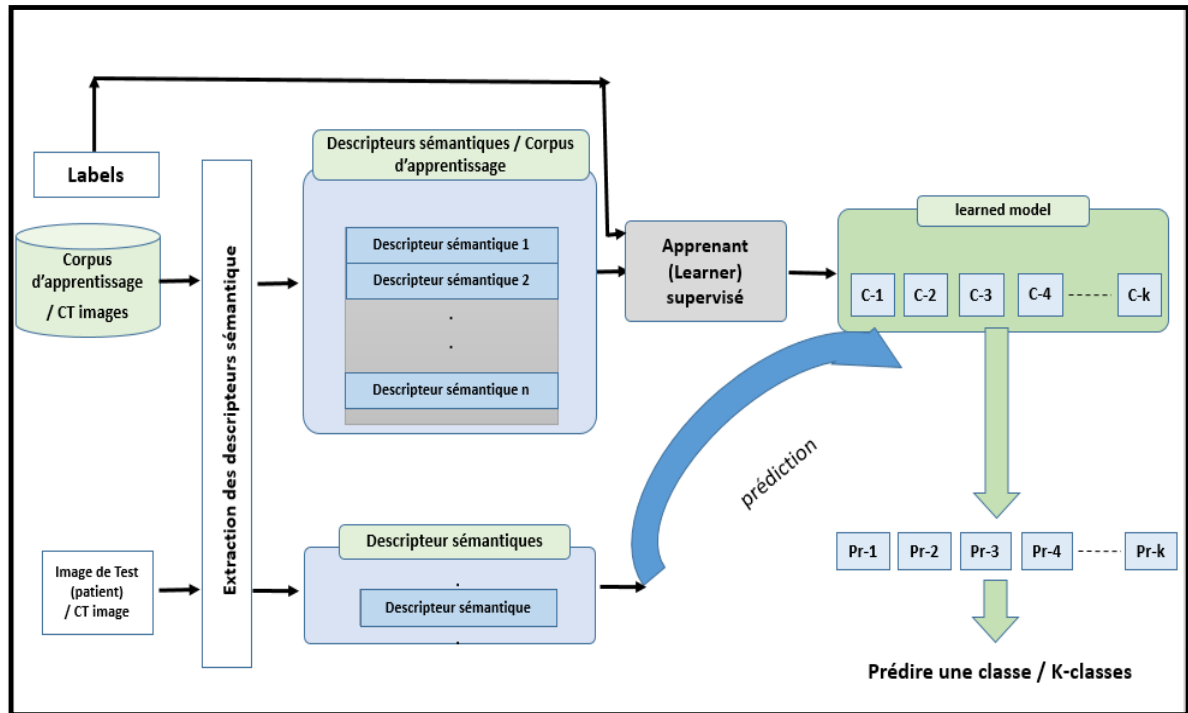 Labels
Corpus
d'apprentissage
/ CT images
Extraction des descripteurs sémantique
Descripteurs sémantiques / Corpus
d'apprentissage
Descripteur sémantique 1
Descripteur sémantique 2
.
.
Descripteur sémantique n
Apprenant
(Learner)
supervisé
learned model
C-1 C-2 C-3 C-4 -------- C-k
prédiction
Image de Test
(patient)
/ CT image
Descripteur sémantiques
.
Descripteur sémantique
.
Pr-1 Pr-2 Pr-3 Pr-4 -------- Pr-k
Prédire une classe / K-classes